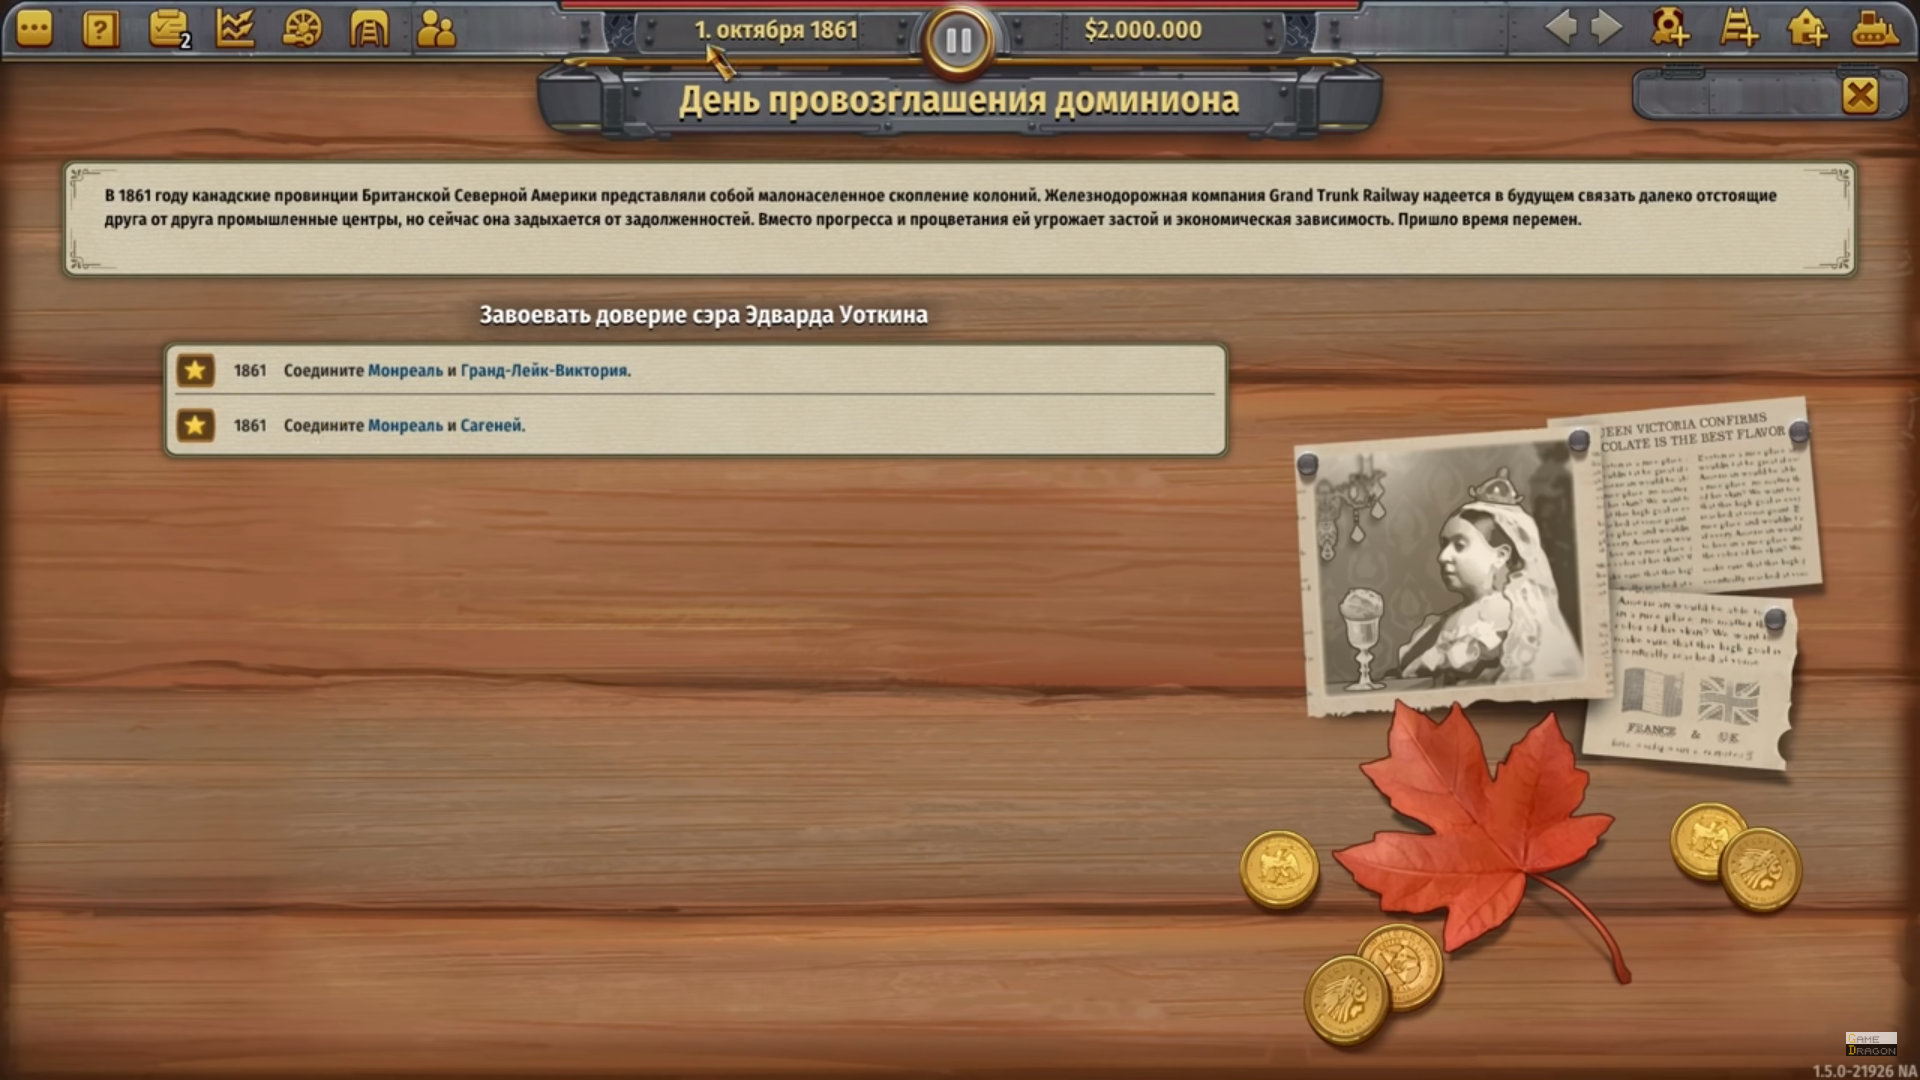 2
1. октября 1861
$2.000.000
День провозглашения доминиона
В 1861 году канадские провинции Британской Северной Америки представляли собой малонаселенное скопление колоний. Железнодорожная компания Grand Trunk Railway надеется в будущем связать далеко отстоящие
друга от друга промышленные центры, но сейчас она задыхается от задолженностей. Вместо прогресса и процветания ей угрожает застой и экономическая зависимость. Пришло время перемен.
Завоевать доверие сэра Эдварда Уоткина
1861 Соедините Монреаль и Гранд-Лейк-Виктория.
1861 Соедините Монреаль и Сагеней.
VICTORIA CONFIRMS
IS THE BEST FLAVOR
FRANCE & UK
GAME
DRAGON
1.5.0-21926 NA